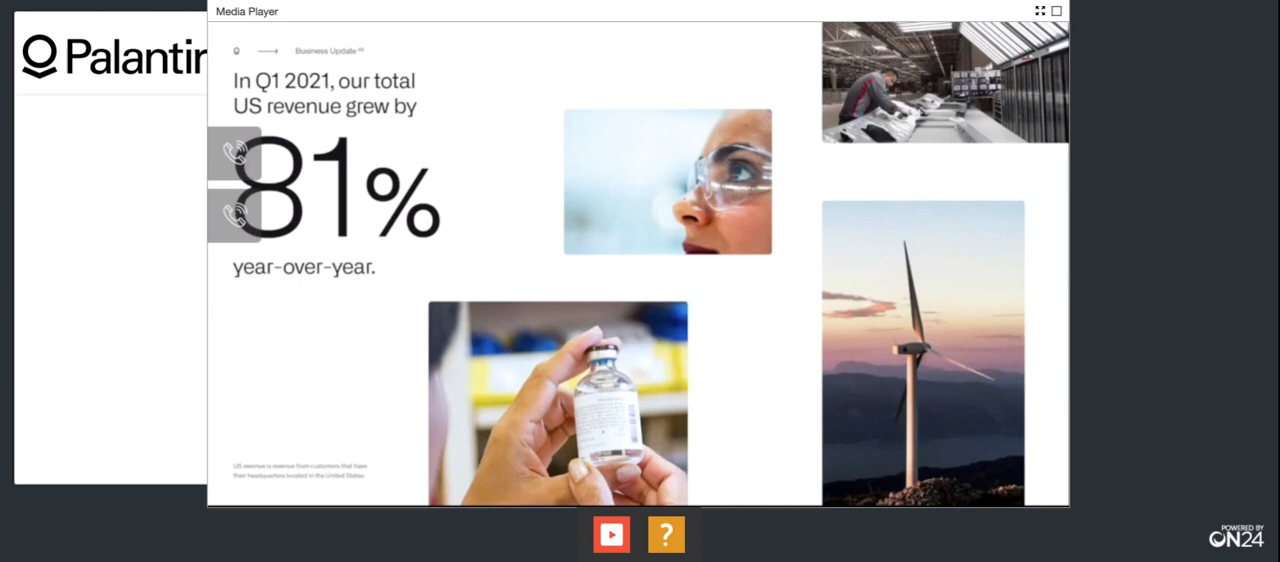 Media Player
Palantir
Business Update
In Q1 2021, our total
US revenue grew by
81%
year-over-year.
US revenue is revenue from customers that have
their headquarters located in the United States.
?
POWERED BY
ON24